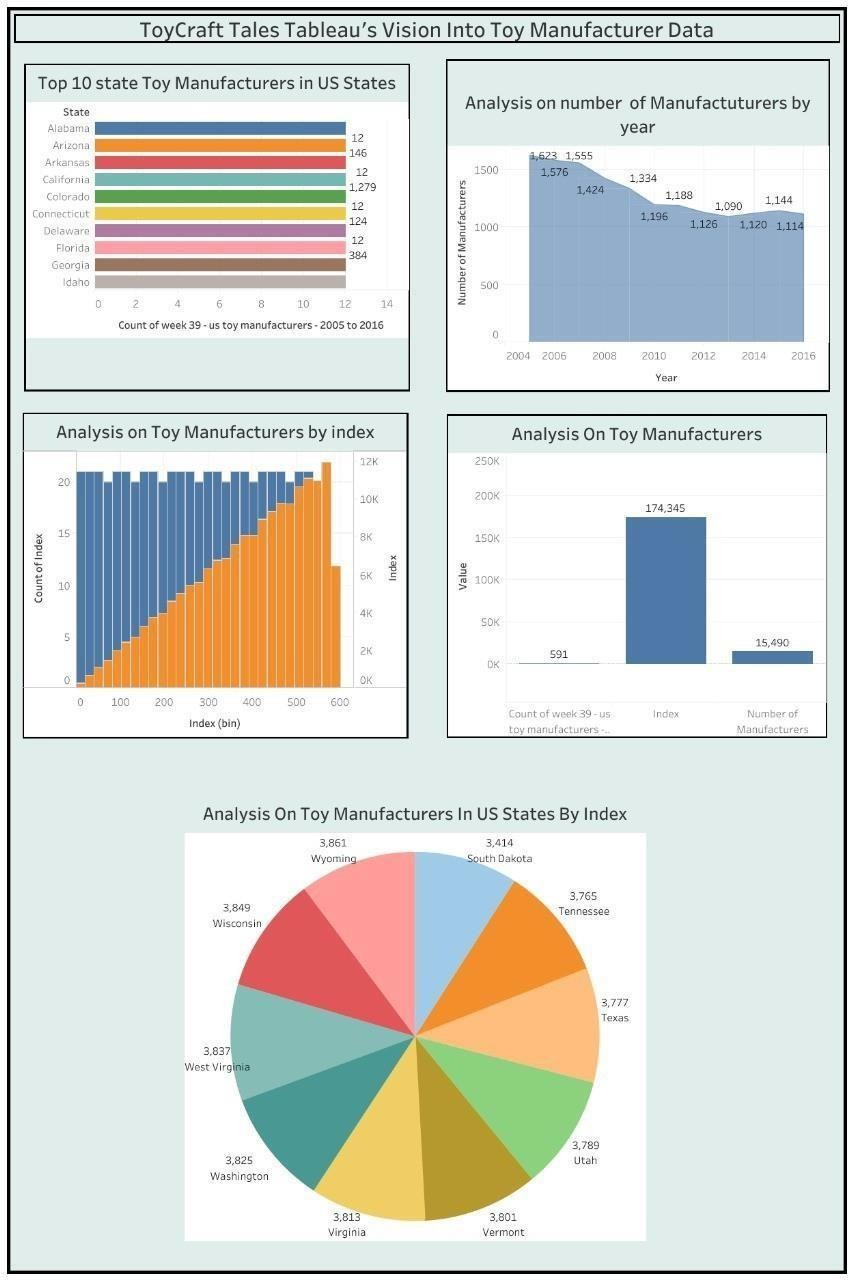 ToyCraft Tales Tableau's Vision Into Toy Manufacturer Data
Top 10 state Toy Manufacturers in US States
State
Alabama
12
Arizona
146
Arkansas
12
California
1,279
Colorado
12
Connecticut
124
Delaware
12
Florida
384
Georgia
Idaho
0 2 4 6 8 10 12 14
Count of week 39 - us toy manufacturers - 2005 to 2016
Analysis on number of Manufactuturers by
year
Number of Manufacturers
1500
1000
500
0
1,623 1,555
1,576
1,424
1,334
1,196
1,188
1,126
1,090
1,120
1,144
1,114
2004 2006 2008 2010 2012 2014 2016
Year
Analysis on Toy Manufacturers by index
Count of Index
20
15
10
5
0
12K
10K
8K
6K
4K
2K
0K
Index
0 100 200 300 400 500 600
Index (bin)
Analysis On Toy Manufacturers
Value
250K
200K
150K
100K
50K
0K
591
174,345
15,490
Count of week 39 - us
toy manufacturers -..
Index
Number of
Manufacturers
Analysis On Toy Manufacturers In US States By Index
3,861
Wyoming
3,414
South Dakota
3,765
Tennessee
3,849
Wisconsin
3,777
Texas
3,837
West Virginia
3,789
Utah
3,825
Washington
3,813
Virginia
3,801
Vermont